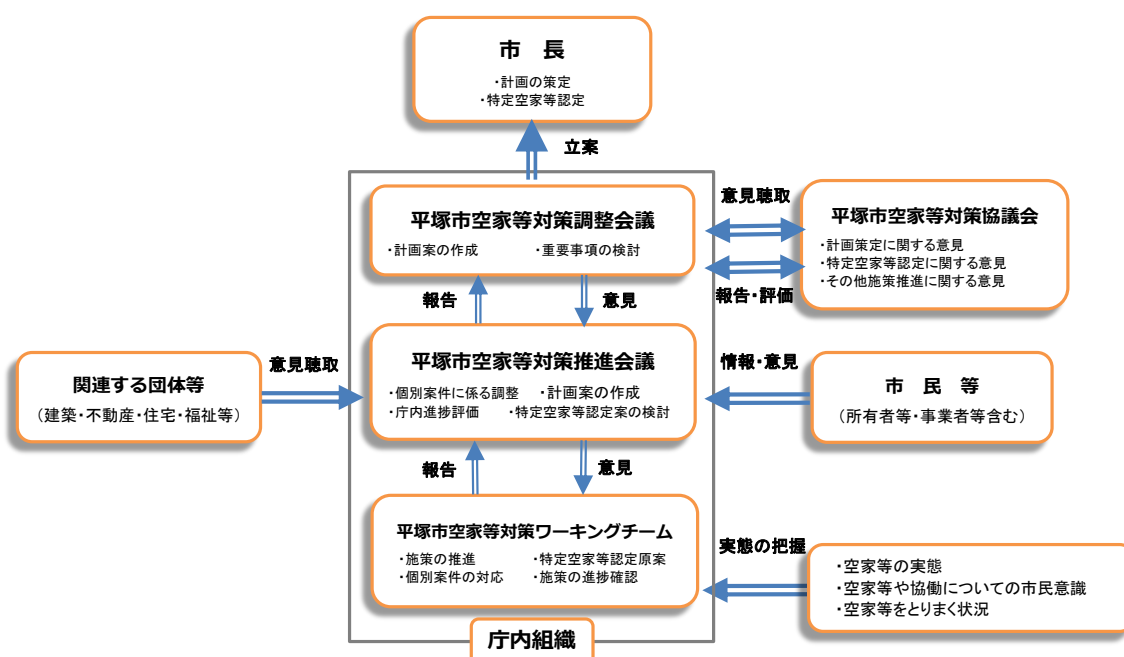 市　長
・計画の策定
・特定空家等認定
立案
平塚市空家等対策調整会議
・計画案の作成　・重要事項の検討
意見聴取
報告・評価
平塚市空家等対策協議会
・計画策定に関する意見
・特定空家等認定に関する意見
・その他施策推進に関する意見
報告
意見
関連する団体等
（建築・不動産・住宅・福祉等）
意見聴取
平塚市空家等対策推進会議
・個別案件に係る調整　・計画案の作成
・庁内進捗評価　・特定空家等認定案の検討
情報・意見
市　民　等
（所有者等・事業者等含む）
報告
意見
平塚市空家等対策ワーキングチーム
・施策の推進　・特定空家等認定原案
・個別案件の対応　・施策の進捗確認
実態の把握
・空家等の実態
・空家等や協働についての市民意識
・空家等をとりまく状況
庁内組織